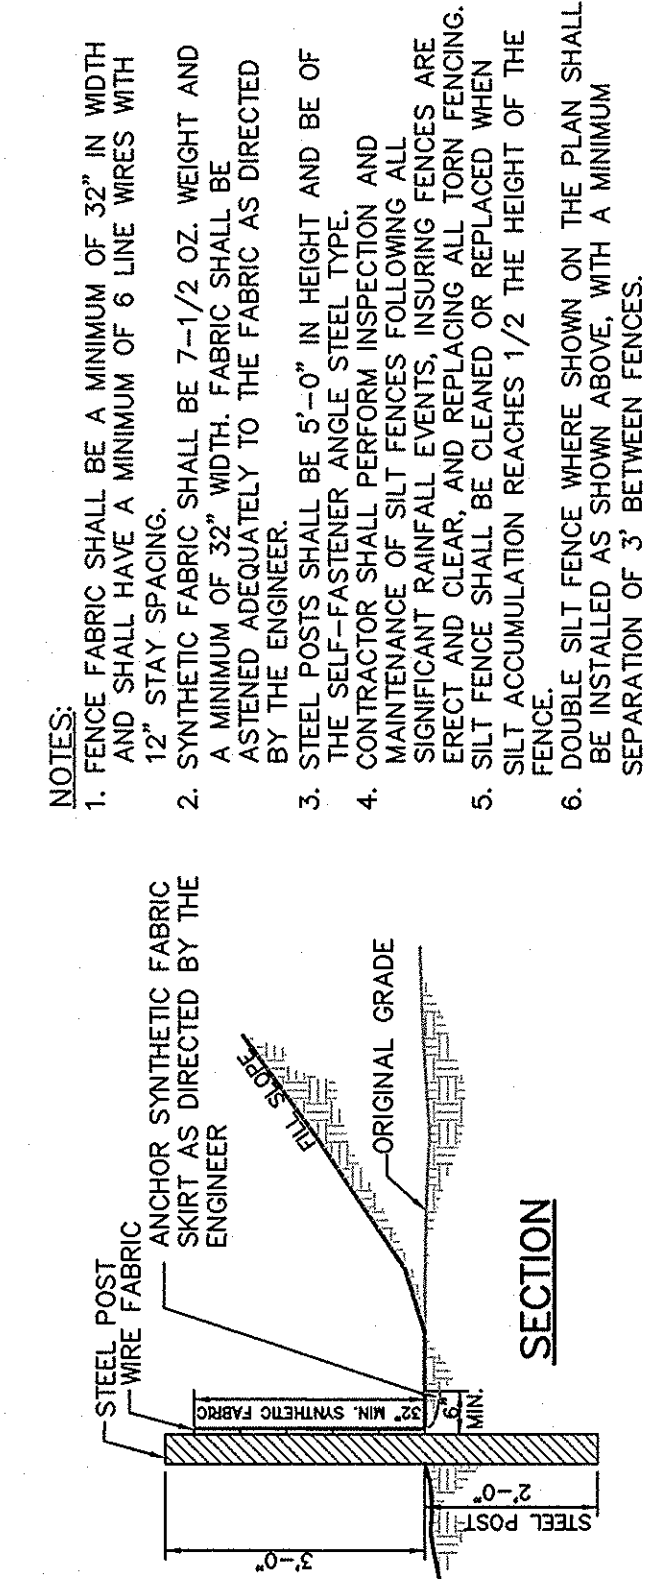 STEEL POST
WIRE FABRIC
ANCHOR SYNTHETIC FABRIC
SKIRT AS DIRECTED BY THE
ENGINEER
FILL SLOPE
ORIGINAL GRADE
3'-0"
32" MIN. SYNTHETIC FABRIC
6"
MIN.
STEEL POST
2'-0"
SECTION
NOTES:
1. FENCE FABRIC SHALL BE A MINIMUM OF 32" IN WIDTH
AND SHALL HAVE A MINIMUM OF 6 LINE WIRES WITH
12" STAY SPACING.
2. SYNTHETIC FABRIC SHALL BE 7-1/2 OZ. WEIGHT AND
A MINIMUM OF 32" WIDTH. FABRIC SHALL BE
ASTENED ADEQUATELY TO THE FABRIC AS DIRECTED
BY THE ENGINEER.
3. STEEL POSTS SHALL BE 5'-0" IN HEIGHT AND BE OF
THE SELF-FASTENER ANGLE STEEL TYPE.
4. CONTRACTOR SHALL PERFORM INSPECTION AND
MAINTENANCE OF SILT FENCES FOLLOWING ALL
SIGNIFICANT RAINFALL EVENTS, INSURING FENCES ARE
ERECT AND CLEAR, AND REPLACING ALL TORN FENCING.
5. SILT FENCE SHALL BE CLEANED OR REPLACED WHEN
SILT ACCUMULATION REACHES 1/2 THE HEIGHT OF THE
FENCE.
6. DOUBLE SILT FENCE WHERE SHOWN ON THE PLAN SHALL
BE INSTALLED AS SHOWN ABOVE, WITH A MINIMUM
SEPARATION OF 3' BETWEEN FENCES.